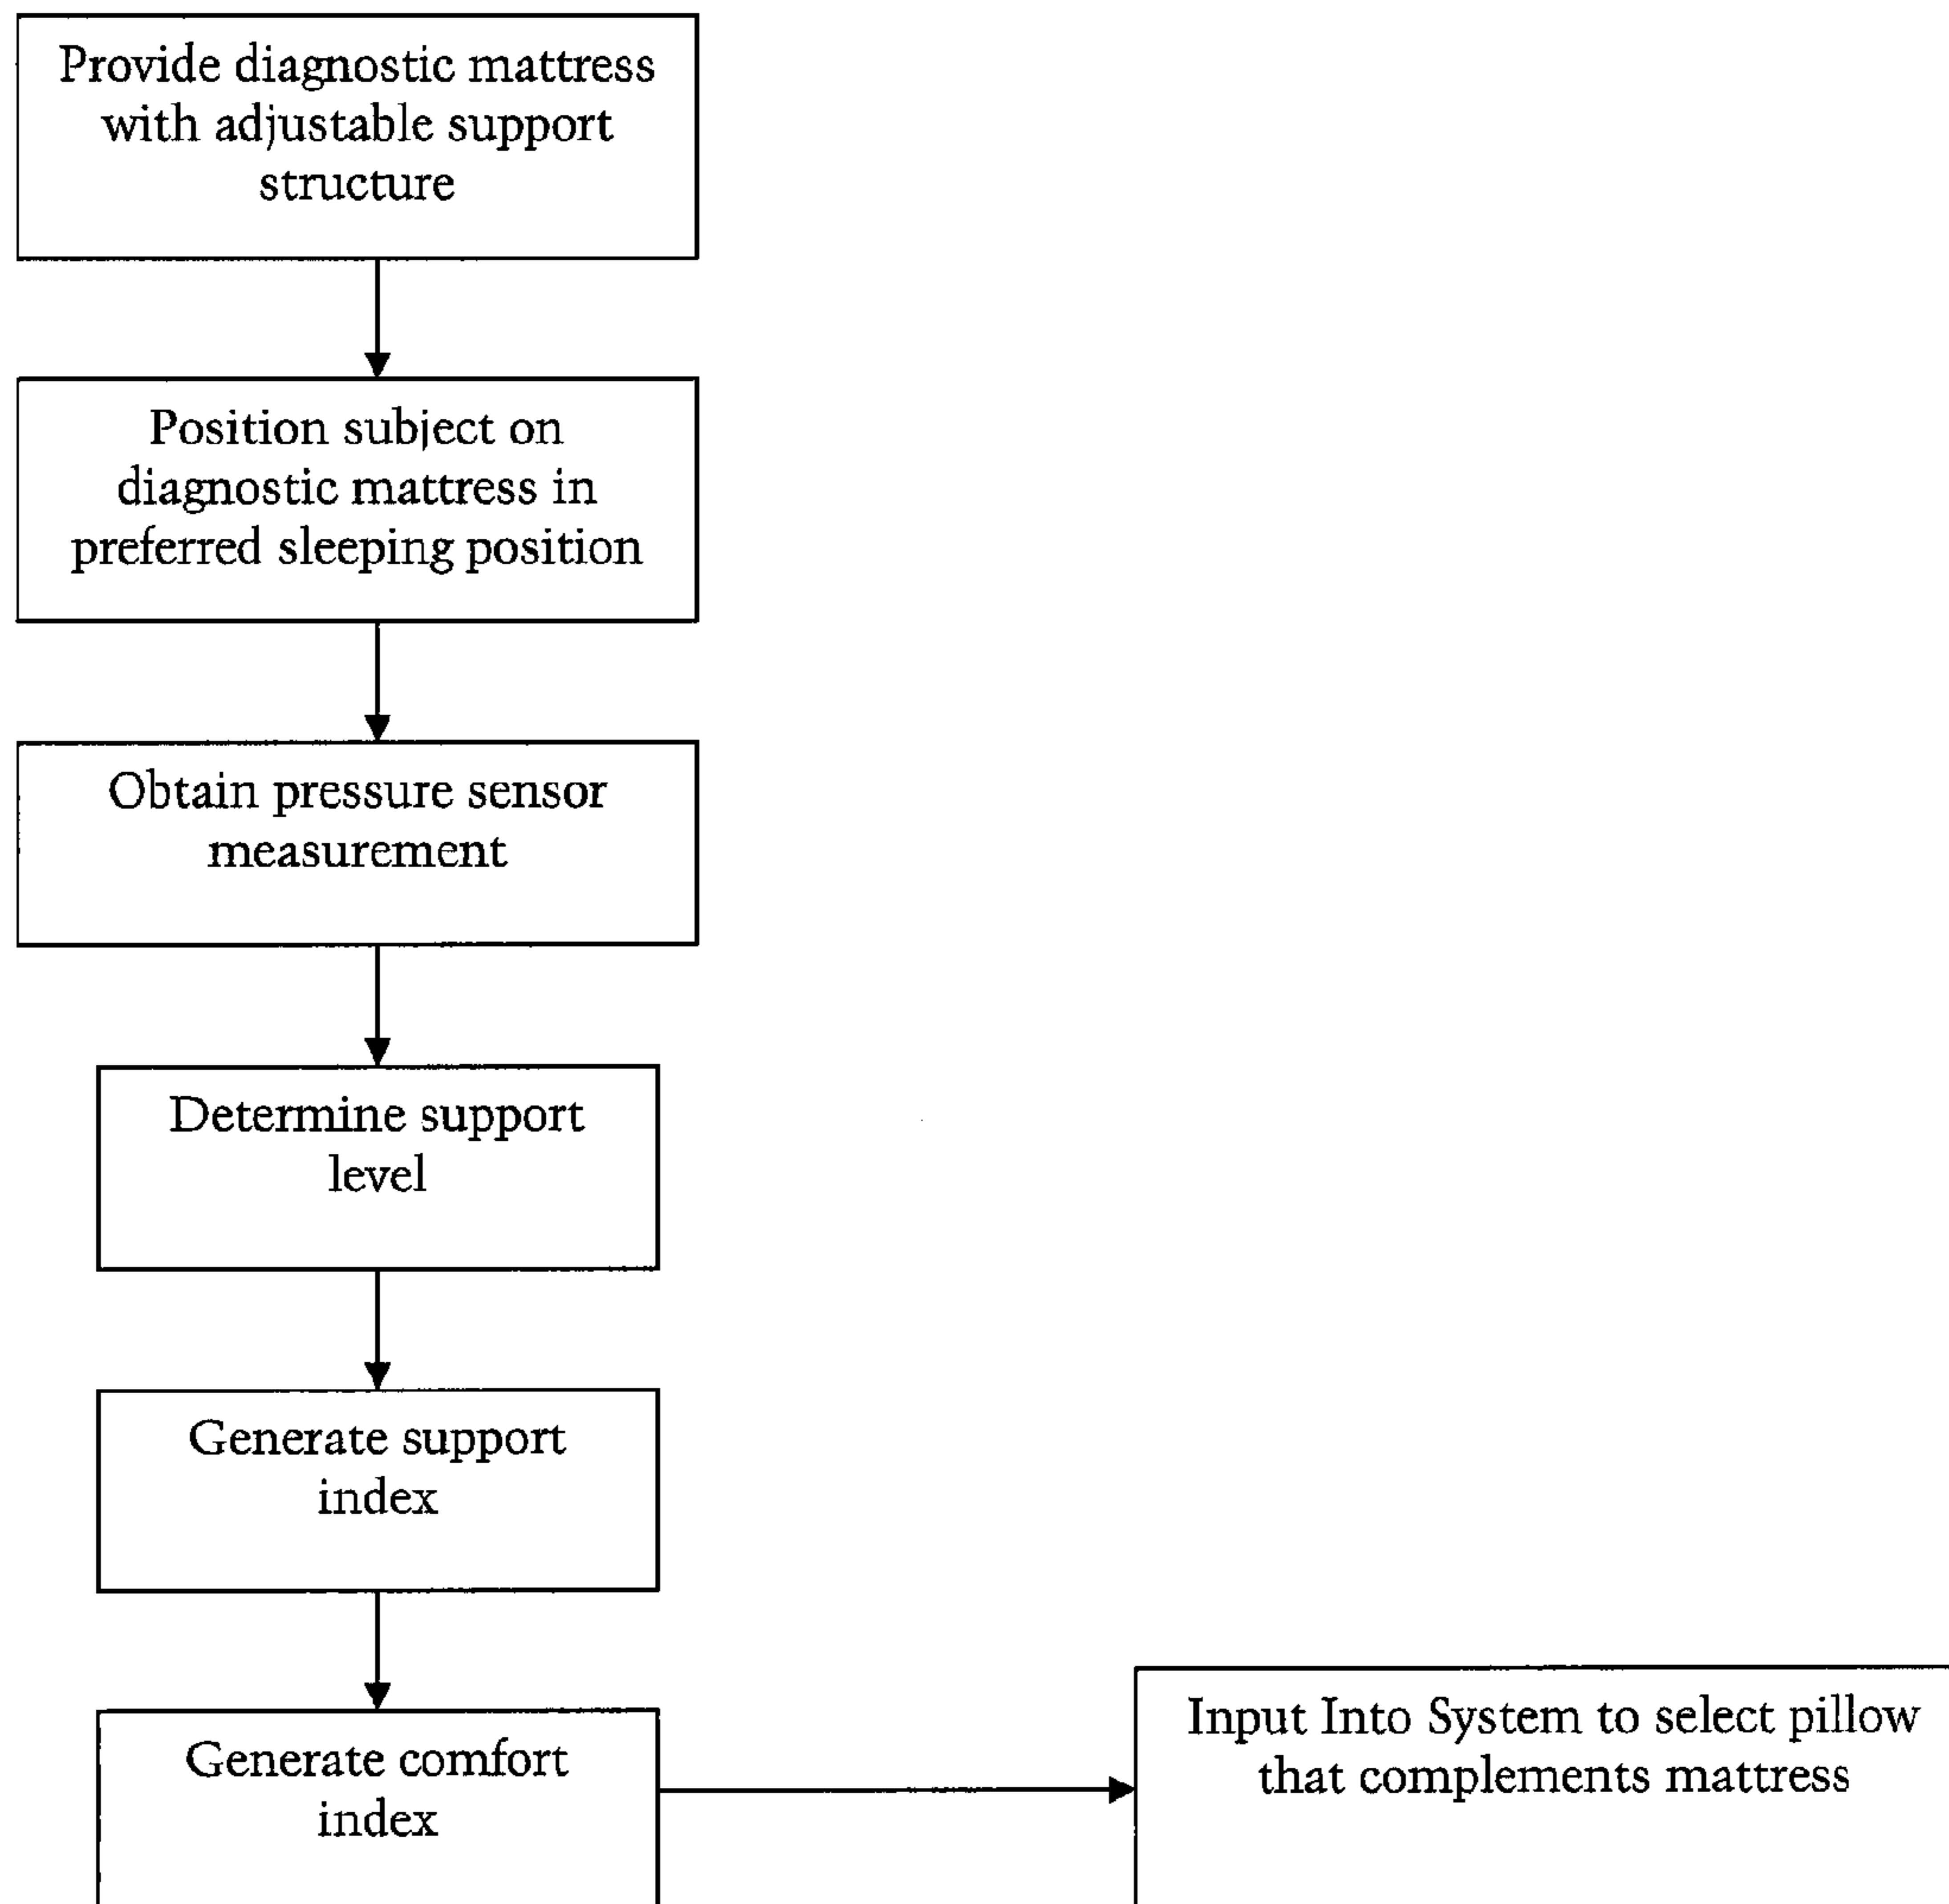 Provide diagnostic mattress
with adjustable support
structure
Position subject on
diagnostic mattress in
preferred sleeping position
Obtain pressure sensor
measurement
Determine support
level
Generate support
index
Generate comfort
index
Input Into System to select pillow
that complements mattress